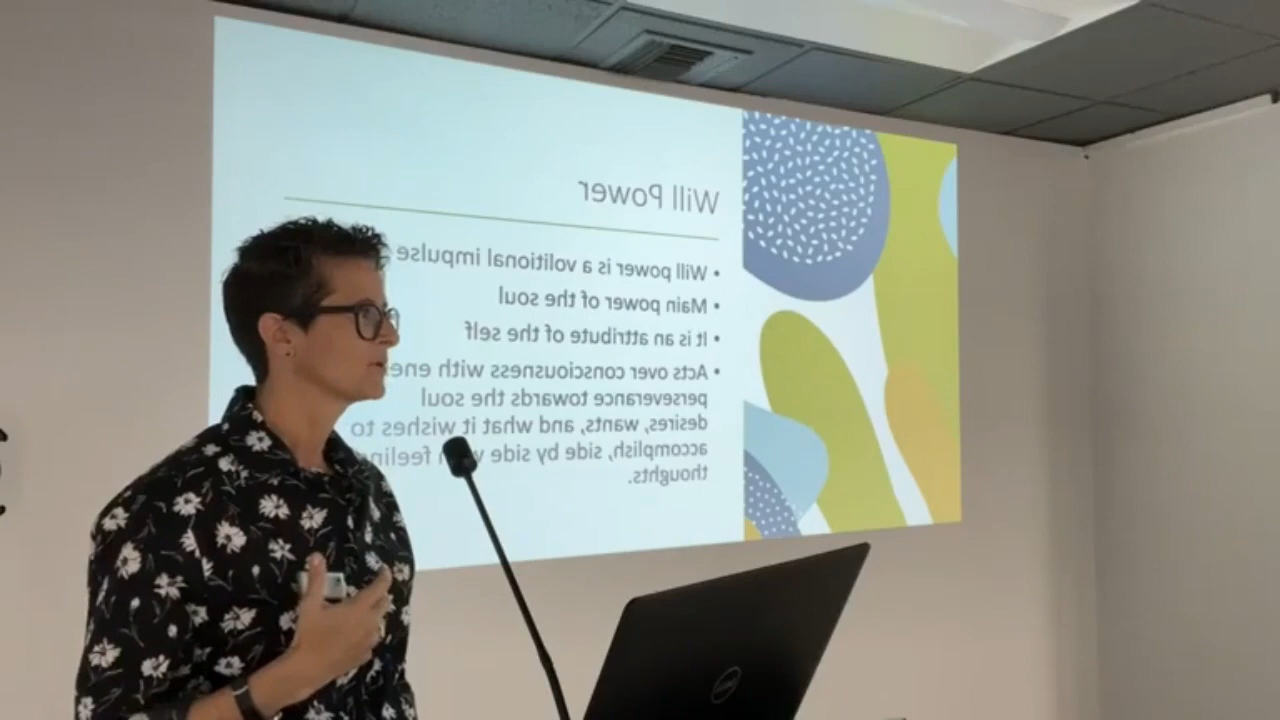 Will Power
• Will power is a volitional impulse
• Main power of the soul
• It is an attribute of the self
• Acts over consciousness with
perseverance towards the soul
desires, wants, and what it wishes to
accomplish, side by side
thoughts.
DELL